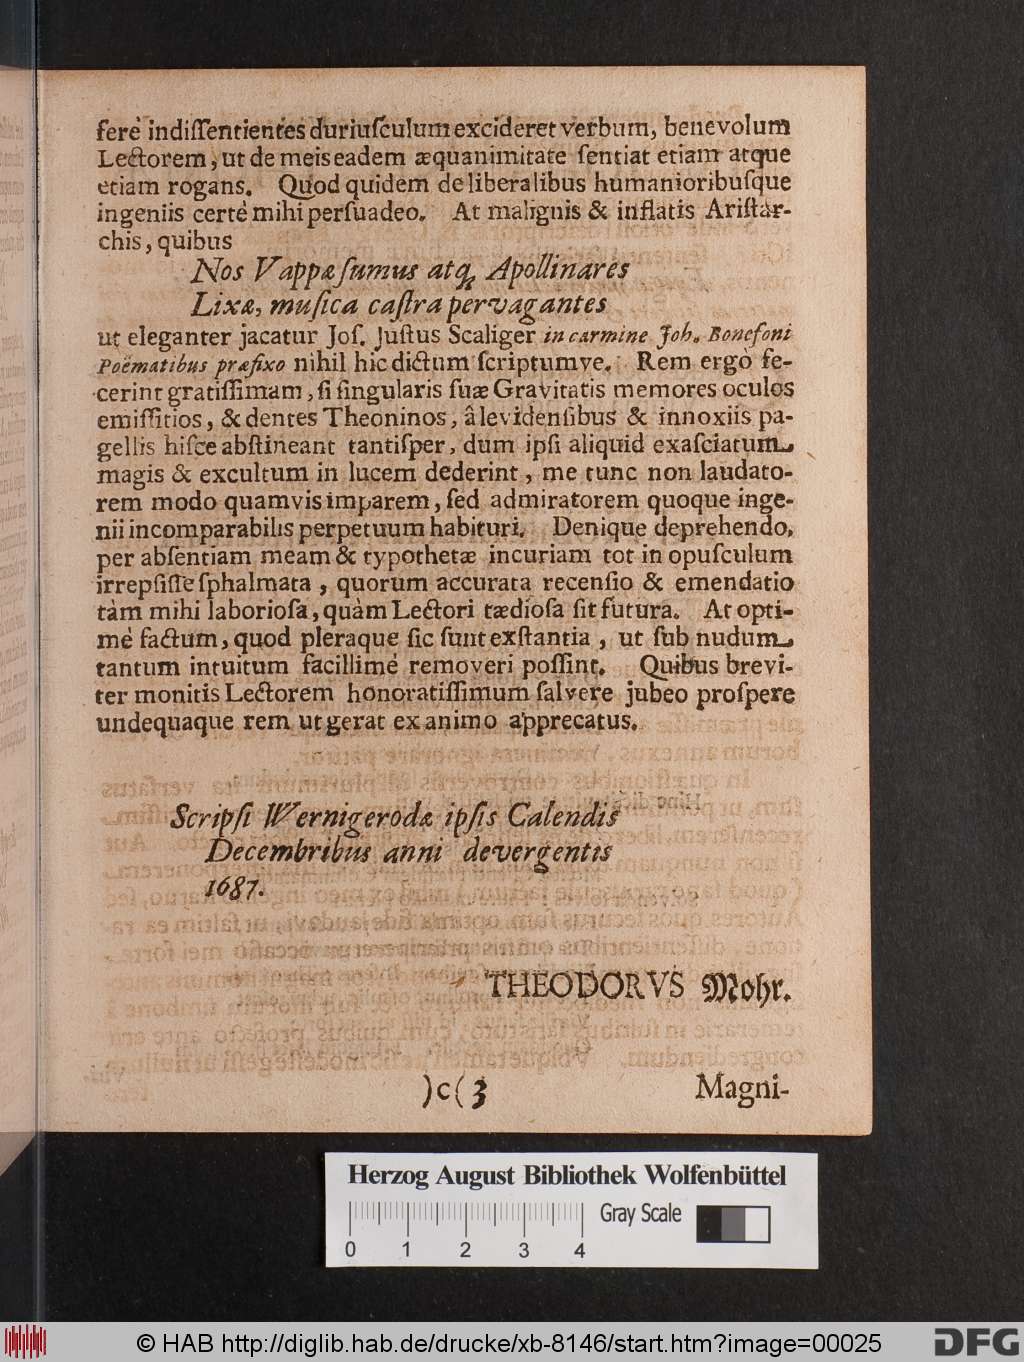 ferè indiſſentientes duriuſculum excideret verbum, benevolum
Lectorem, ut de meis eadem æquanimitate ſentiat etiam atque
etiam rogans. Quod quidem de liberalibus humanioribuſque
ingeniis certè mihi perſuadeo. At malignis & inflatis Ariſtar-
chis, quibus
Nos Vappæ ſumus atq; Apollinares
Lixæ, muſica caſtra pervagantes
ut eleganter jacatur Joſ. Juſtus Scaliger in carmine Joh. Bonefoni
Poëmatibus præfixo nihil hic dictum ſcriptumve. Rem ergò fe-
cerint gratiſſimam, ſi ſingularis ſuæ Gravitatis memores oculos
emiſſitios, & dentes Theoninos, â levidenſibus & innoxiis pa-
gellis hiſce abſtineant tantiſper, dum ipſi aliquid exaſciatum
magis & excultum in lucem dederint, me tunc non laudato-
rem modo quamvis imparem, ſed admiratorem quoque inge-
nii incomparabilis perpetuum habituri. Denique deprehendo,
per abſentiam meam & typothetæ incuriam tot in opuſculum
irrepſiſſe ſphalmata, quorum accurata recenſio & emendatio
tàm mihi laborioſa, quàm Lectori tædioſa ſit futura. At opti-
mé factum, quod pleraque ſic ſunt exſtantia, ut ſub nudum
tantum intuitum facillimé removeri poſſint. Quibus brevi-
ter monitis Lectorem honoratiſſimum ſalvere jubeo proſpere
undequaque rem ut gerat ex animo apprecatus.
Scripſi Wernigerodæ ipſis Calendis
Decembribus anni devergentis
1687.
THEODORVS Mohr.
)c(3 Magni-
Herzog August Bibliothek Wolfenbüttel
Gray Scale
0 1 2 3 4
© HAB http://diglib.hab.de/drucke/xb-8146/start.htm?image=00025
DFG